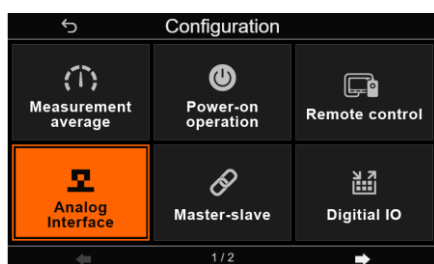 Configuration
Measurement
average
Power-on
operation
Remote control
Analog
Interface
Master-slave
Digitial IO
1/2